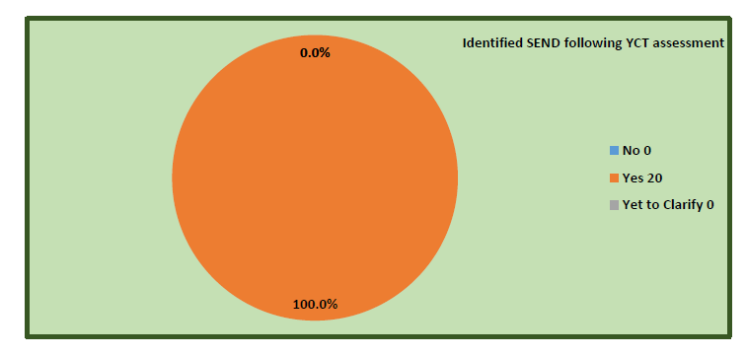 Identified SEND following YCT assessment
0.0%
No 0
Yes 20
Yet to Clarify 0
100.0%